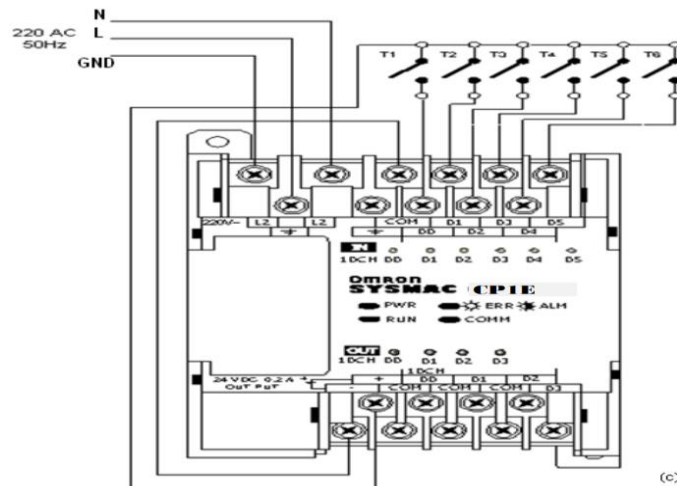 N
220 AC L
50Hz
GND
T1 T2 T3 T4 T5 T6
220V~ L2 L2 COM D1 D3 D5
DD D2 D4
IN
1DCH DD D1 D2 D3 D4 D5
Omron
SYSMAC CP1E
PWR ERR ALM
RUN COMM
OUT
1DCH DD D1 D2 D3
1DCH
24 VDC 0.2A + + DD D1 D2
OUT PUT - COM COM COM D3
(c)